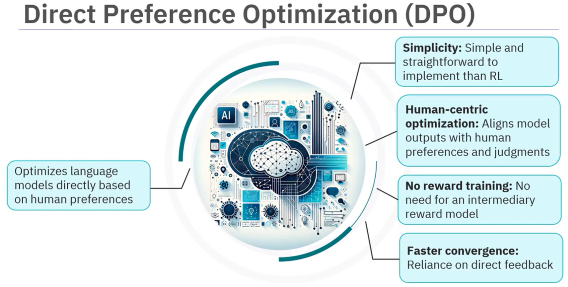 Direct Preference Optimization (DPO)
Simplicity: Simple and
straightforward to
implement than RL
AI
Human-centric
optimization: Aligns model
outputs with human
preferences and judgments
Optimizes language
models directly based
on human preferences
No reward training: No
need for an intermediary
reward model
Faster convergence:
Reliance on direct feedback